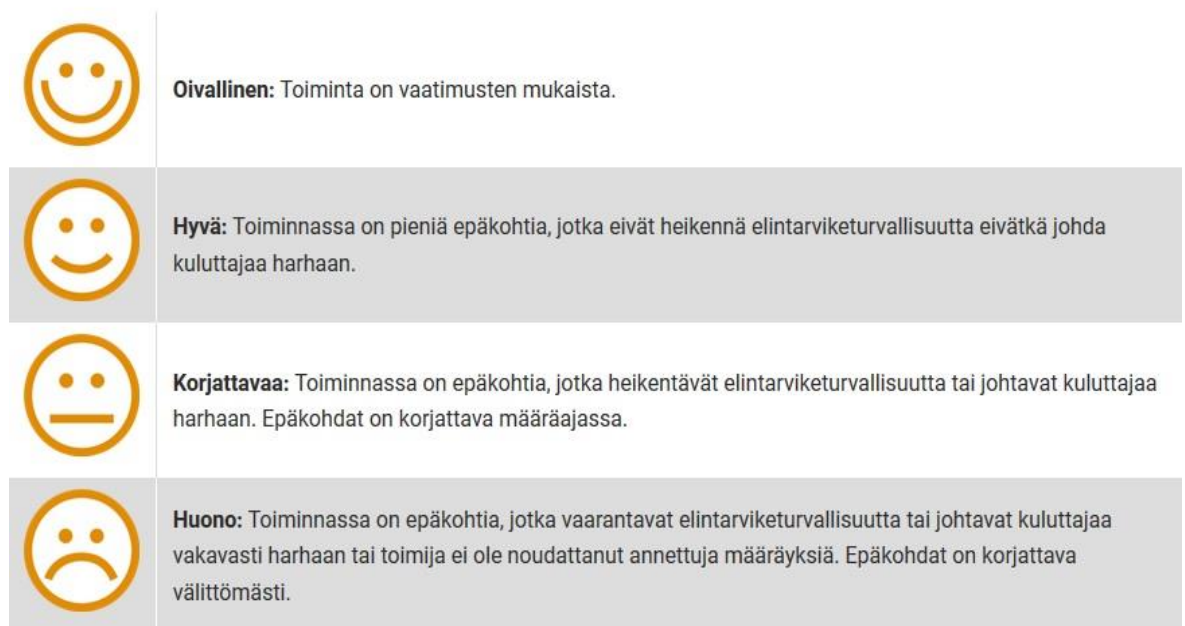 Oivallinen: Toiminta on vaatimusten mukaista.
Hyvä: Toiminnassa on pieniä epäkohtia, jotka eivät heikennä elintarviketurvallisuutta eivätkä johda
kuluttajaa harhaan.
Korjattavaa: Toiminnassa on epäkohtia, jotka heikentävät elintarviketurvallisuutta tai johtavat kuluttajaa
harhaan. Epäkohdat on korjattava määräajassa.
Huono: Toiminnassa on epäkohtia, jotka vaarantavat elintarviketurvallisuutta tai johtavat kuluttajaa
vakavasti harhaan tai toimija ei ole noudattanut annettuja määräyksiä. Epäkohdat on korjattava
välittömästi.